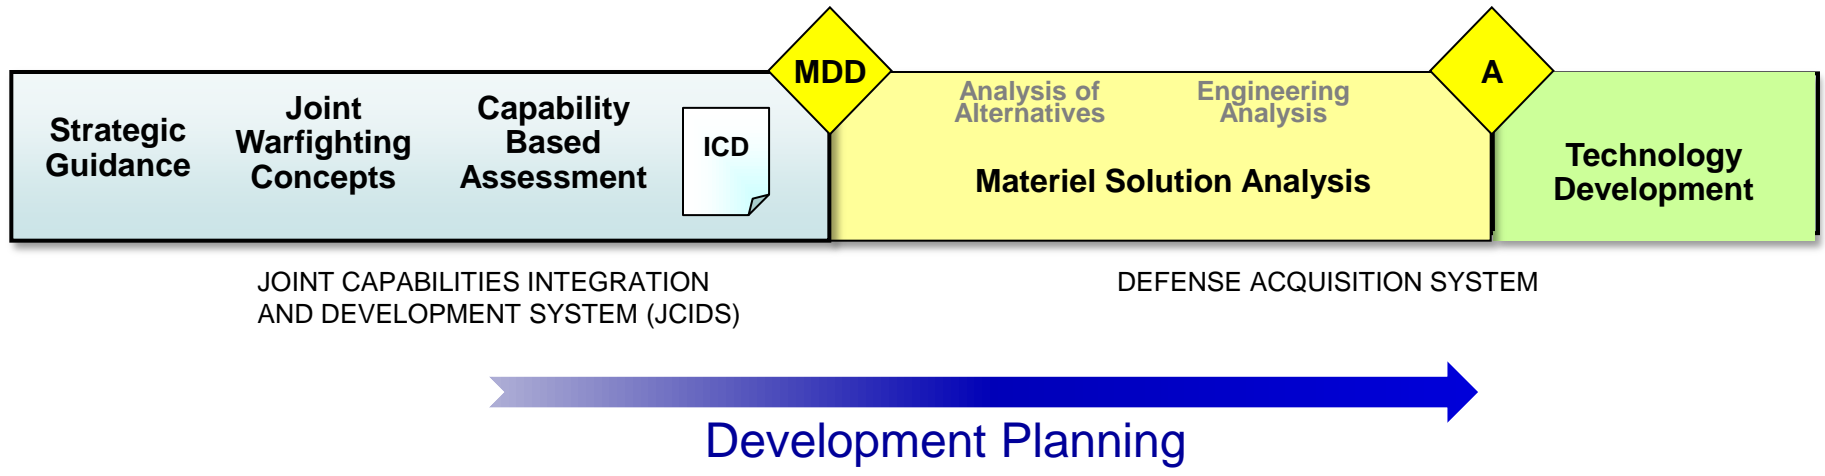 Strategic
Guidance
Joint
Warfighting
Concepts
Capability
Based
Assessment
ICD
MDD
Analysis of
Alternatives
Engineering
Analysis
Materiel Solution Analysis
A
Technology
Development
JOINT CAPABILITIES INTEGRATION
AND DEVELOPMENT SYSTEM (JCIDS)
DEFENSE ACQUISITION SYSTEM
Development Planning